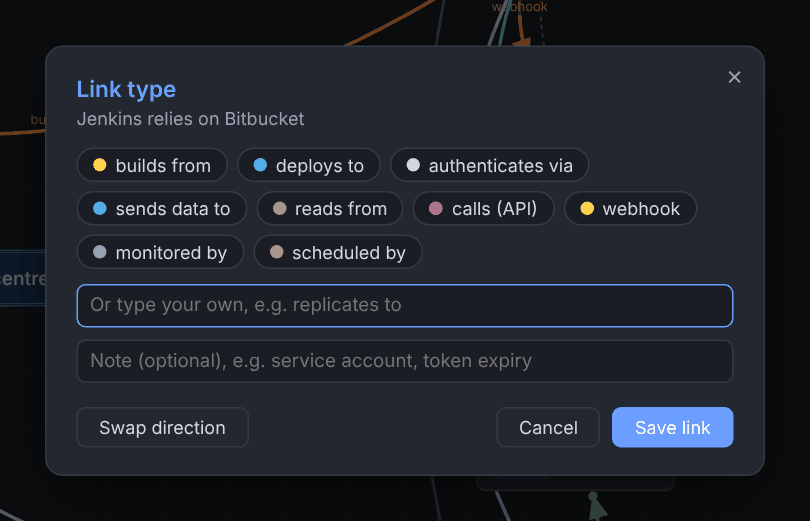 webhook
Link type
Jenkins relies on Bitbucket
builds from
deploys to
authenticates via
sends data to
reads from
calls (API)
webhook
monitored by
scheduled by
Or type your own, e.g. replicates to
Note (optional), e.g. service account, token expiry
Swap direction
Cancel
Save link